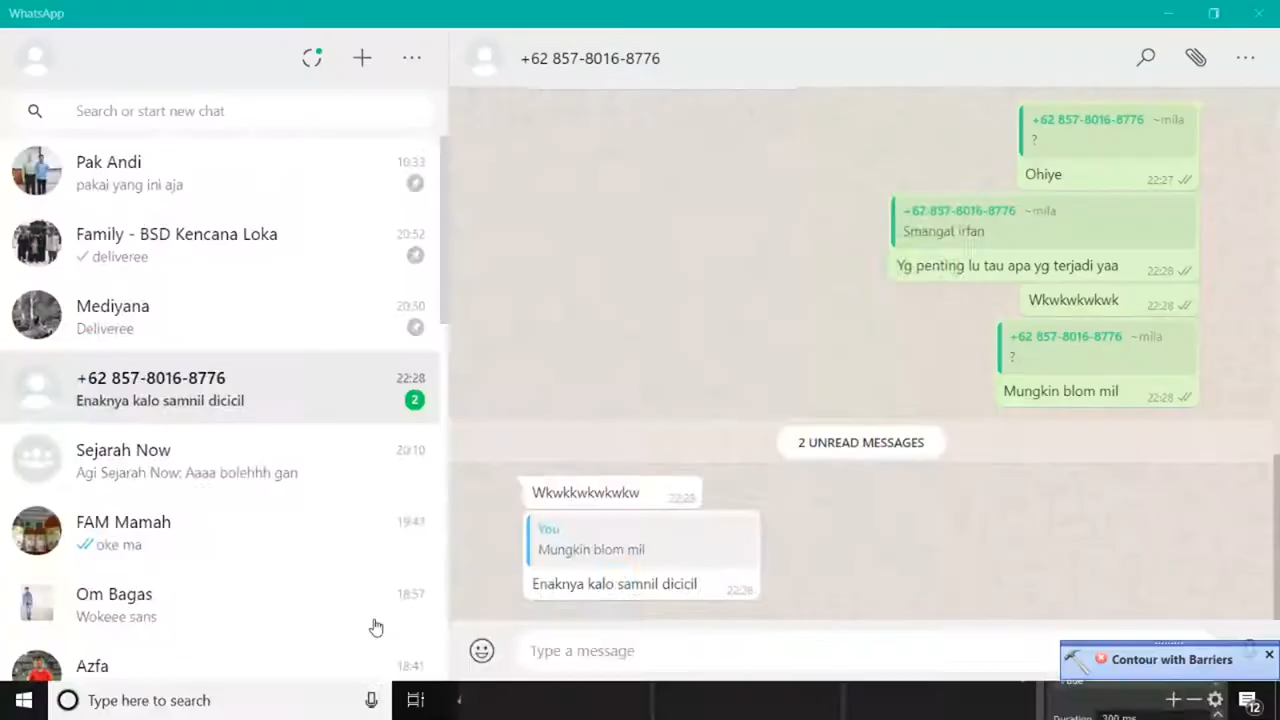 WhatsApp
+62 857-8016-8776
Search or start new chat
Pak Andi
pakai yang ini aja
Family - BSD Kencana Loka
20:52
deliveree
Mediyana
Deliveree
+62 857-8016-8776
22:28
Enaknya kalo samnil dicicil
2
Sejarah Now
20:10
Agi Sejarah Now: Aaaa bolehhh gan
FAM Mamah
oke ma
Om Bagas
18:57
Wokeee sans
Azfa
18:41
+62 857-8016-8776 ~mila
?
Ohiye
22:27
+62 857-8016-8776 ~mila
Smangat irfan
Yg penting lu tau apa yg terjadi yaa
22:28
Wkwkwkwkwk
22:28
+62 857-8016-8776 ~mila
?
Mungkin blom mil
22:28
2 UNREAD MESSAGES
Wkwkkwkwkwkw
22:28
You
Mungkin blom mil
Enaknya kalo samnil dicicil
22:28
Type a message
Contour with Barriers
Type here to search
12